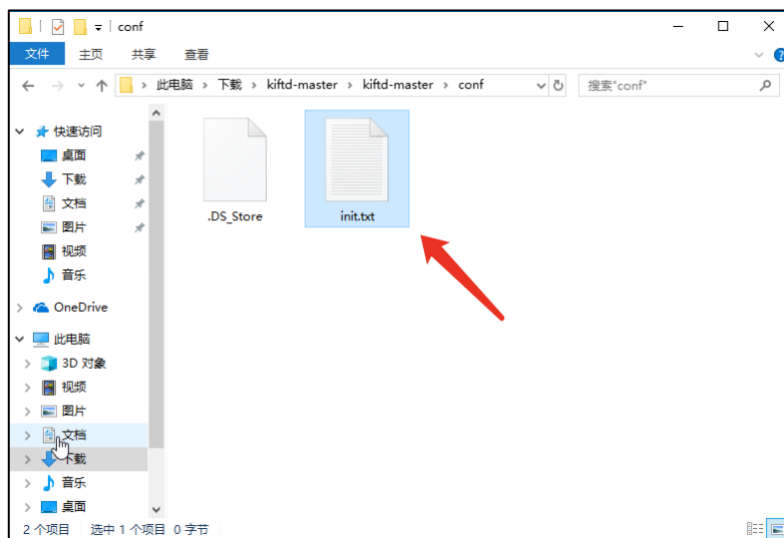 conf
文件 主页 共享 查看
此电脑 > 下载 > kiftd-master > kiftd-master > conf
搜索"conf"
快速访问
桌面
下载
文档
图片
视频
音乐
OneDrive
此电脑
3D 对象
视频
图片
文档
下载
音乐
桌面
.DS_Store
init.txt
2 个项目 选中 1 个项目 0 字节